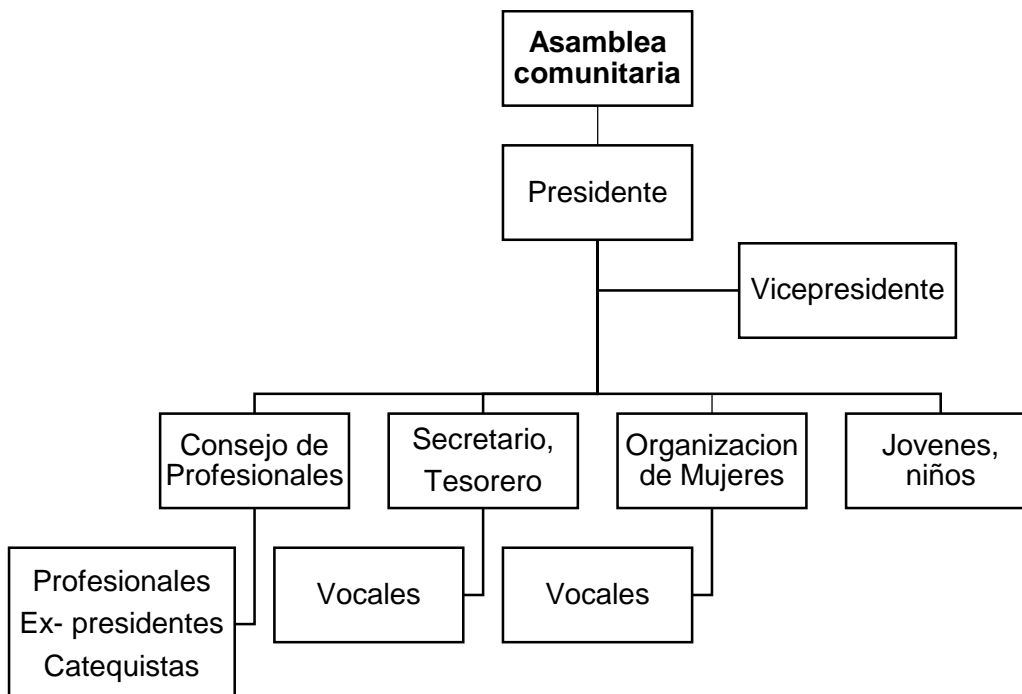 Asamblea
comunitaria
Presidente
Vicepresidente
Consejo de
Profesionales
Secretario,
Tesorero
Organizacion
de Mujeres
Jovenes,
niños
Profesionales
Ex- presidentes
Catequistas
Vocales
Vocales